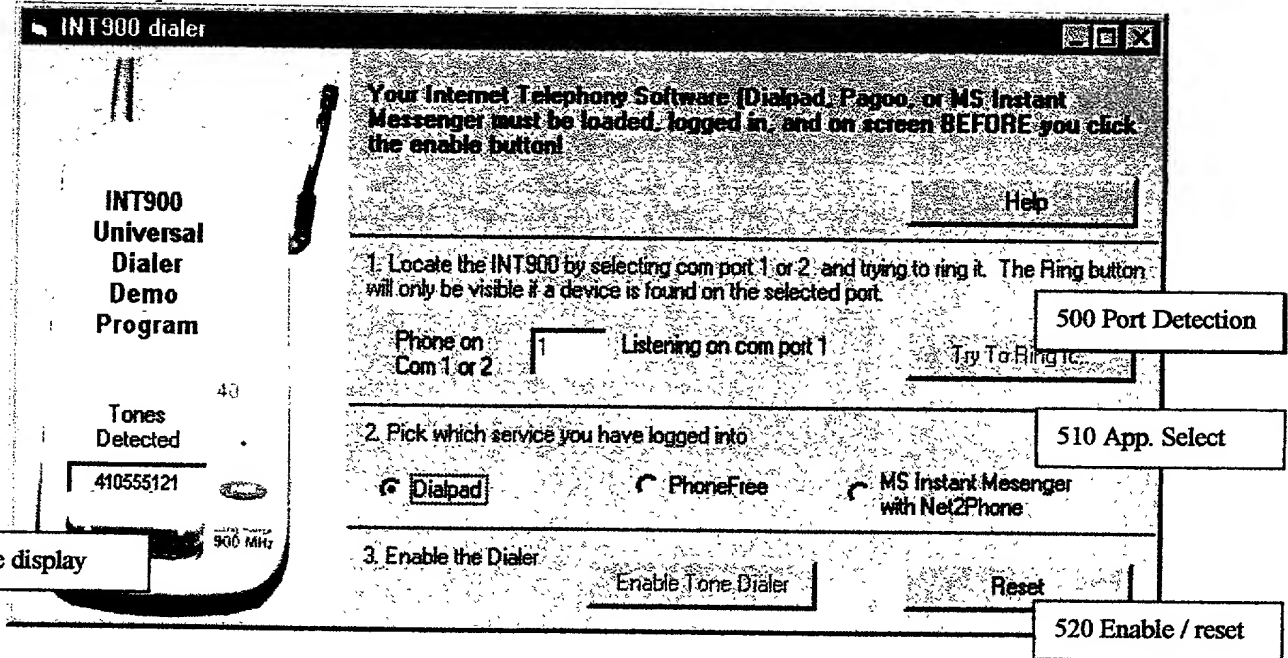 INT900 dialer
Your Internet Telephony Software (Dialpad, Pagoo, or MS Instant
Messenger must be loaded, logged in, and on screen BEFORE you click
the enable button!
Help
INT900
Universal
Dialer
Demo
Program
1. Locate the INT900 by selecting com port 1 or 2 and trying to ring it. The Ring button
will only be visible if a device is found on the selected port.
500 Port Detection
Phone on
Com 1 or 2
1
Listening on com port 1
Try To Ring It...
Tones
Detected
410555121
2. Pick which service you have logged into
510 App. Select
Dialpad
PhoneFree
MS Instant Mesenger
with Net2Phone
900 MHz
e display
3. Enable the Dialer
Enable Tone Dialer
Reset
520 Enable / reset